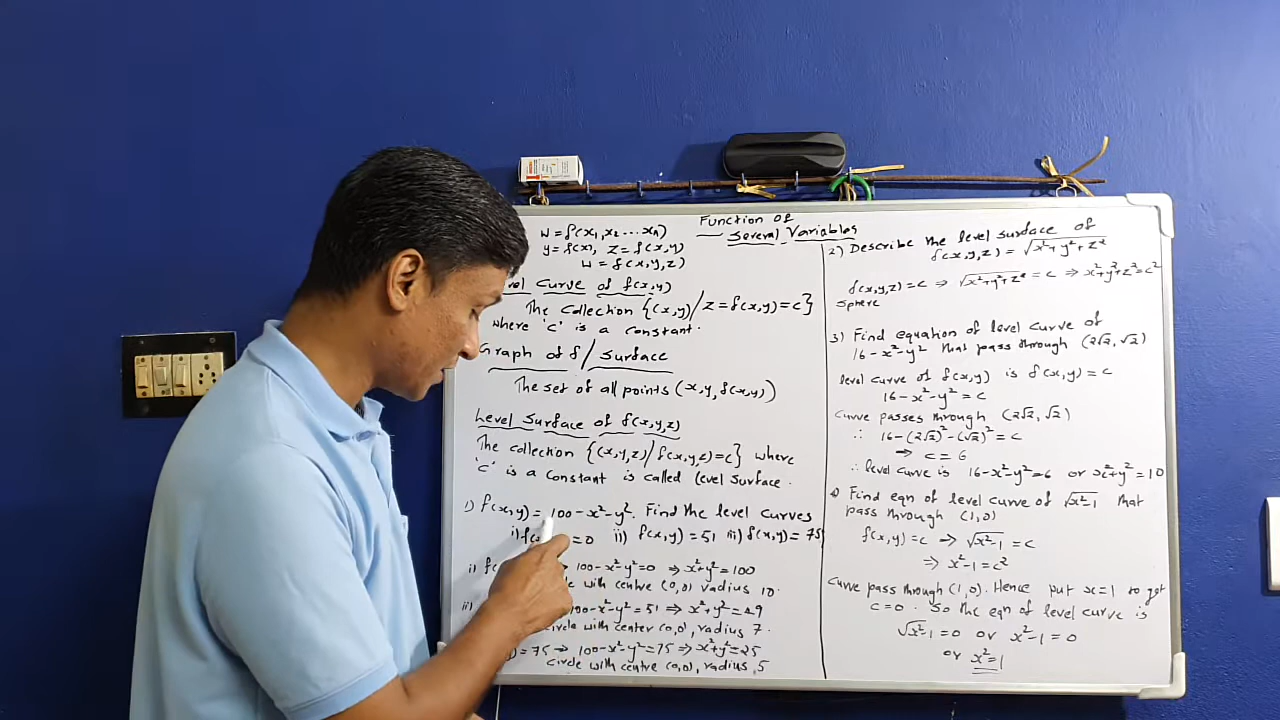 Function of
Several Variables
W = f(x₁, x₂ ... xₙ)
y = f(x), z = f(x,y)
w = f(x,y,z)
Curve of f(x,y)
The Collection {(x,y)/z=f(x,y)=c}
where 'c' is a constant.
Graph of f/Surface
The set of all points (x,y,f(x,y))
Level Surface of f(x,y,z)
The collection {(x,y,z)/f(x,y,z)=c} where
'c' is a constant is called level surface.
1) f(x,y) = 100-x²-y². Find the level curves
i) =0 ii) f(x,y)=51 iii) f(x,y)=75
i) 100-x²-y²=0 ⇒ x²+y²=100
with centre (0,0) radius 10.
ii) 100-x²-y²=51 ⇒ x²+y²=49
circle with center (0,0), radius 7.
=75 ⇒ 100-x²-y²=75 ⇒ x²+y²=25
circle with centre (0,0), radius 5
2) Describe the level surface of
f(x,y,z) = √x²+y²+z²
f(x,y,z)=c ⇒ √x²+y²+z² = c ⇒ x²+y²+z²=c²
sphere
3) Find equation of level curve of
16-x²-y² that pass through (2√2, √2)
level curve of f(x,y) is f(x,y)=c
16-x²-y²=c
Curve passes through (2√2, √2)
∴ 16-(2√2)²-(√2)²=c
⇒ c=6
∴ level curve is 16-x²-y²=6 or x²+y²=10
Find eqn of level curve of √x²-1 that
pass through (1,0)
f(x,y)=c ⇒ √x²-1 = c
⇒ x²-1=c²
Curve pass through (1,0). Hence put x=1 to get
c=0. So the eqn of level curve is
√x²-1=0 or x²-1=0
or x²=1